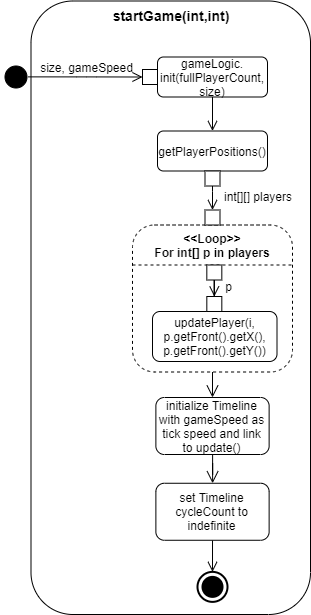 startGame(int,int)
size, gameSpeed
gameLogic.
init(fullPlayerCount,
size)
getPlayerPositions()
int[][] players
<<Loop>>
For int[] p in players
p
updatePlayer(i,
p.getFront().getX(),
p.getFront().getY())
initialize Timeline
with gameSpeed as
tick speed and link
to update()
set Timeline
cycleCount to
indefinite